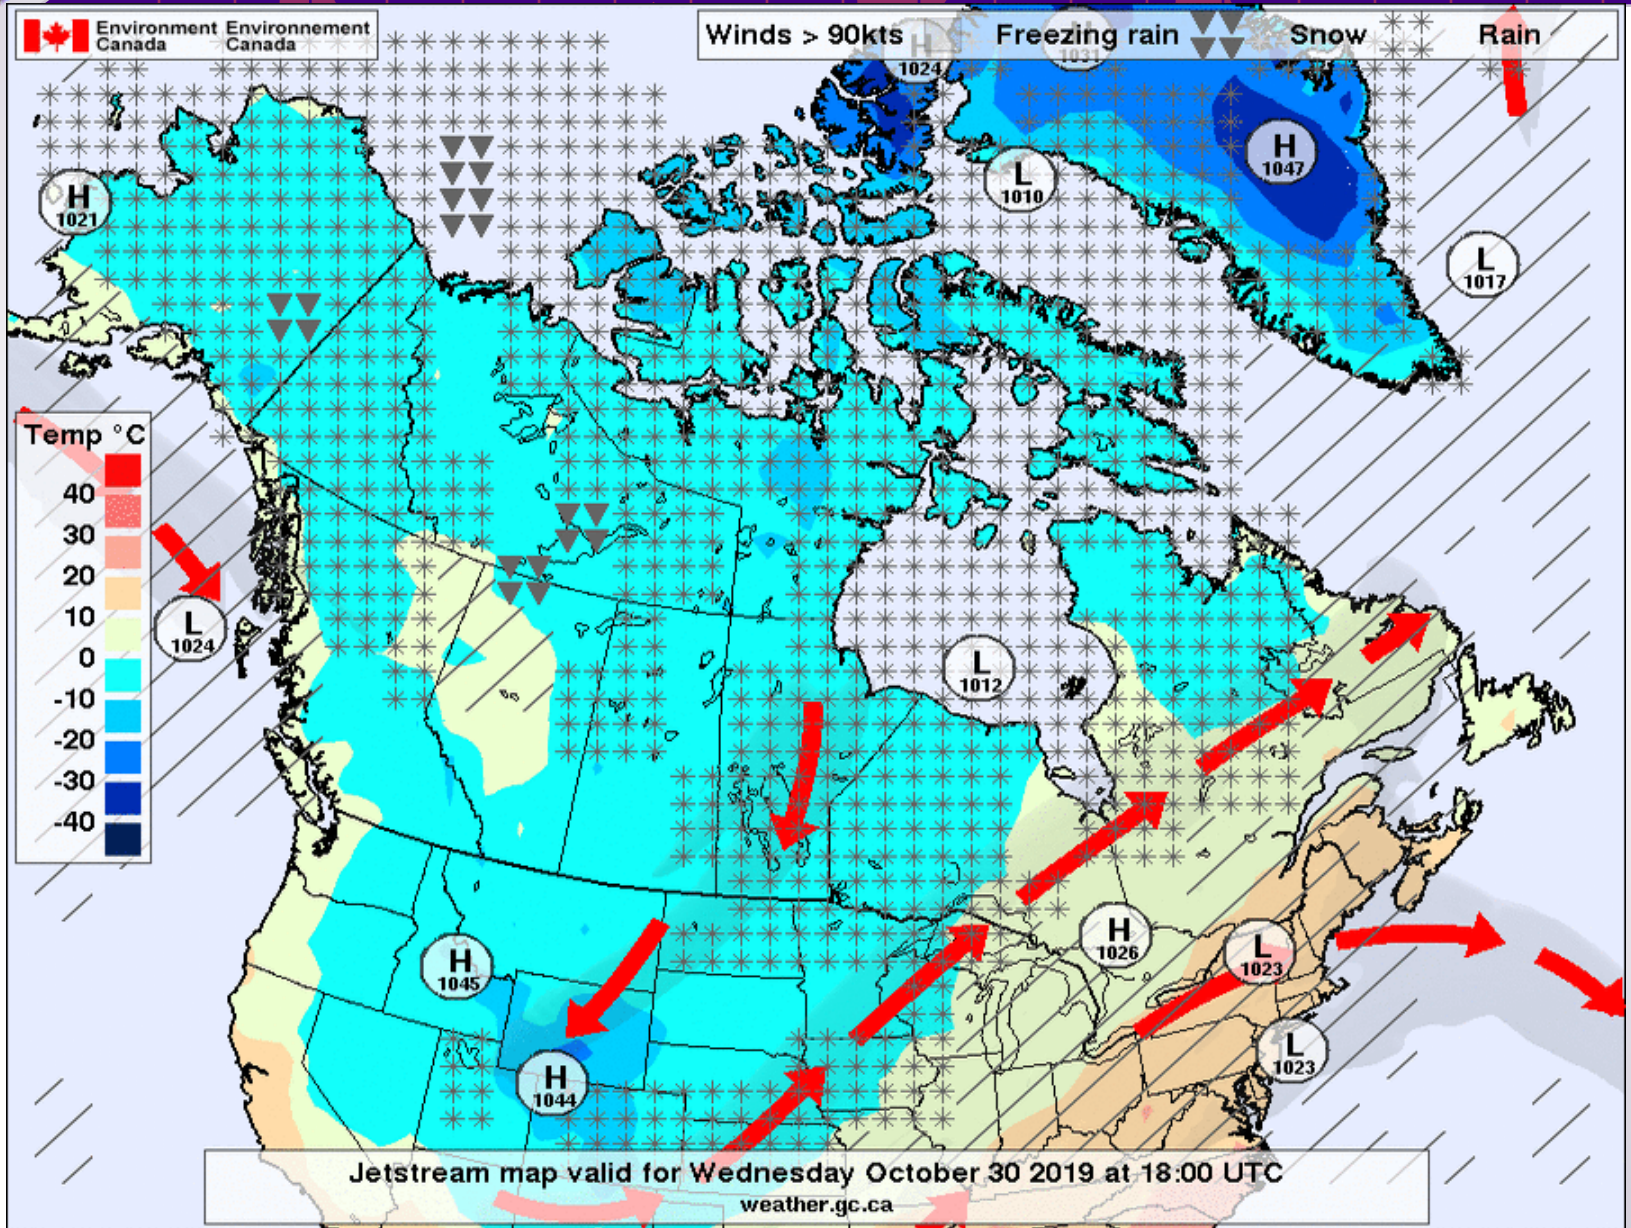 Environment Environnement
Canada Canada
Winds > 90kts Freezing rain Snow Rain
H
1024
H
1031
H
1047
L
1010
H
1021
L
1017
Temp °C
40
30
20
10
0
-10
-20
-30
-40
L
1024
L
1012
H
1026
L
1023
H
1045
L
1023
H
1044
Jetstream map valid for Wednesday October 30 2019 at 18:00 UTC
weather.gc.ca